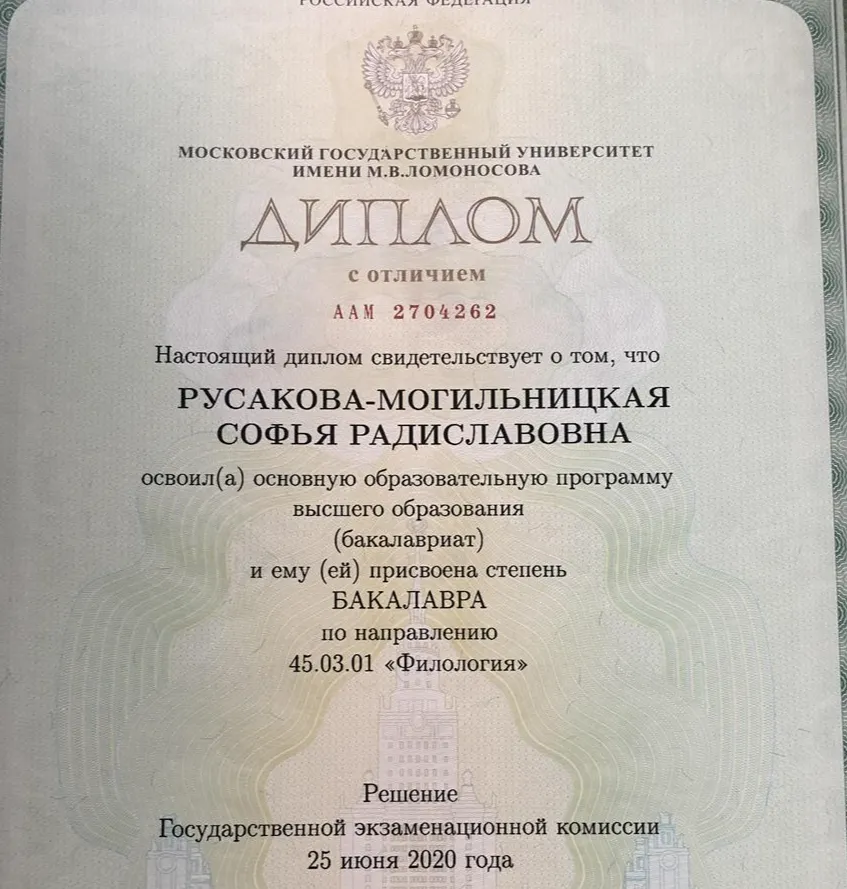 РОССИЙСКАЯ ФЕДЕРАЦИЯ
МОСКОВСКИЙ ГОСУДАРСТВЕННЫЙ УНИВЕРСИТЕТ
ИМЕНИ М.В.ЛОМОНОСОВА
ДИПЛОМ
с отличием
ААМ 2704262
Настоящий диплом свидетельствует о том, что
РУСАКОВА-МОГИЛЬНИЦКАЯ
СОФЬЯ РАДИСЛАВОВНА
освоил(а) основную образовательную программу
высшего образования
(бакалавриат)
и ему (ей) присвоена степень
БАКАЛАВРА
по направлению
45.03.01 «Филология»
Решение
Государственной экзаменационной комиссии
25 июня 2020 года